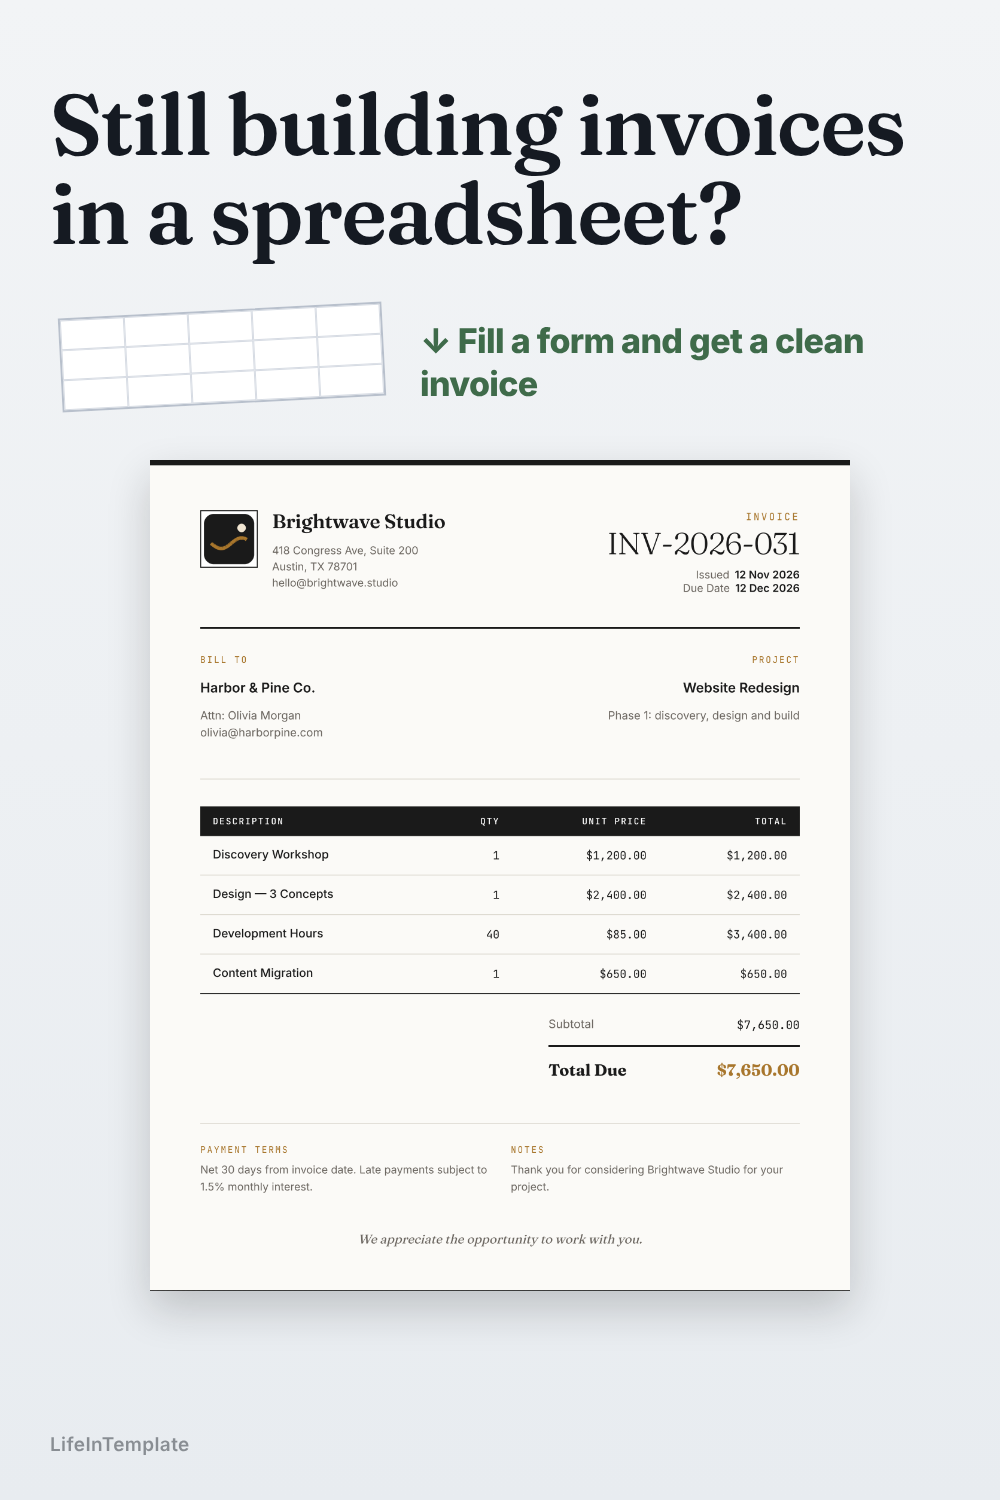 Still building invoices
in a spreadsheet?
↓ Fill a form and get a clean
invoice
Brightwave Studio
418 Congress Ave, Suite 200
Austin, TX 78701
hello@brightwave.studio
INVOICE
INV-2026-031
Issued 12 Nov 2026
Due Date 12 Dec 2026
BILL TO
Harbor & Pine Co.
Attn: Olivia Morgan
olivia@harborpine.com
PROJECT
Website Redesign
Phase 1: discovery, design and build
DESCRIPTION QTY UNIT PRICE TOTAL
Discovery Workshop 1 $1,200.00 $1,200.00
Design — 3 Concepts 1 $2,400.00 $2,400.00
Development Hours 40 $85.00 $3,400.00
Content Migration 1 $650.00 $650.00
Subtotal $7,650.00
Total Due $7,650.00
PAYMENT TERMS
Net 30 days from invoice date. Late payments subject to
1.5% monthly interest.
NOTES
Thank you for considering Brightwave Studio for your
project.
We appreciate the opportunity to work with you.
LifeInTemplate